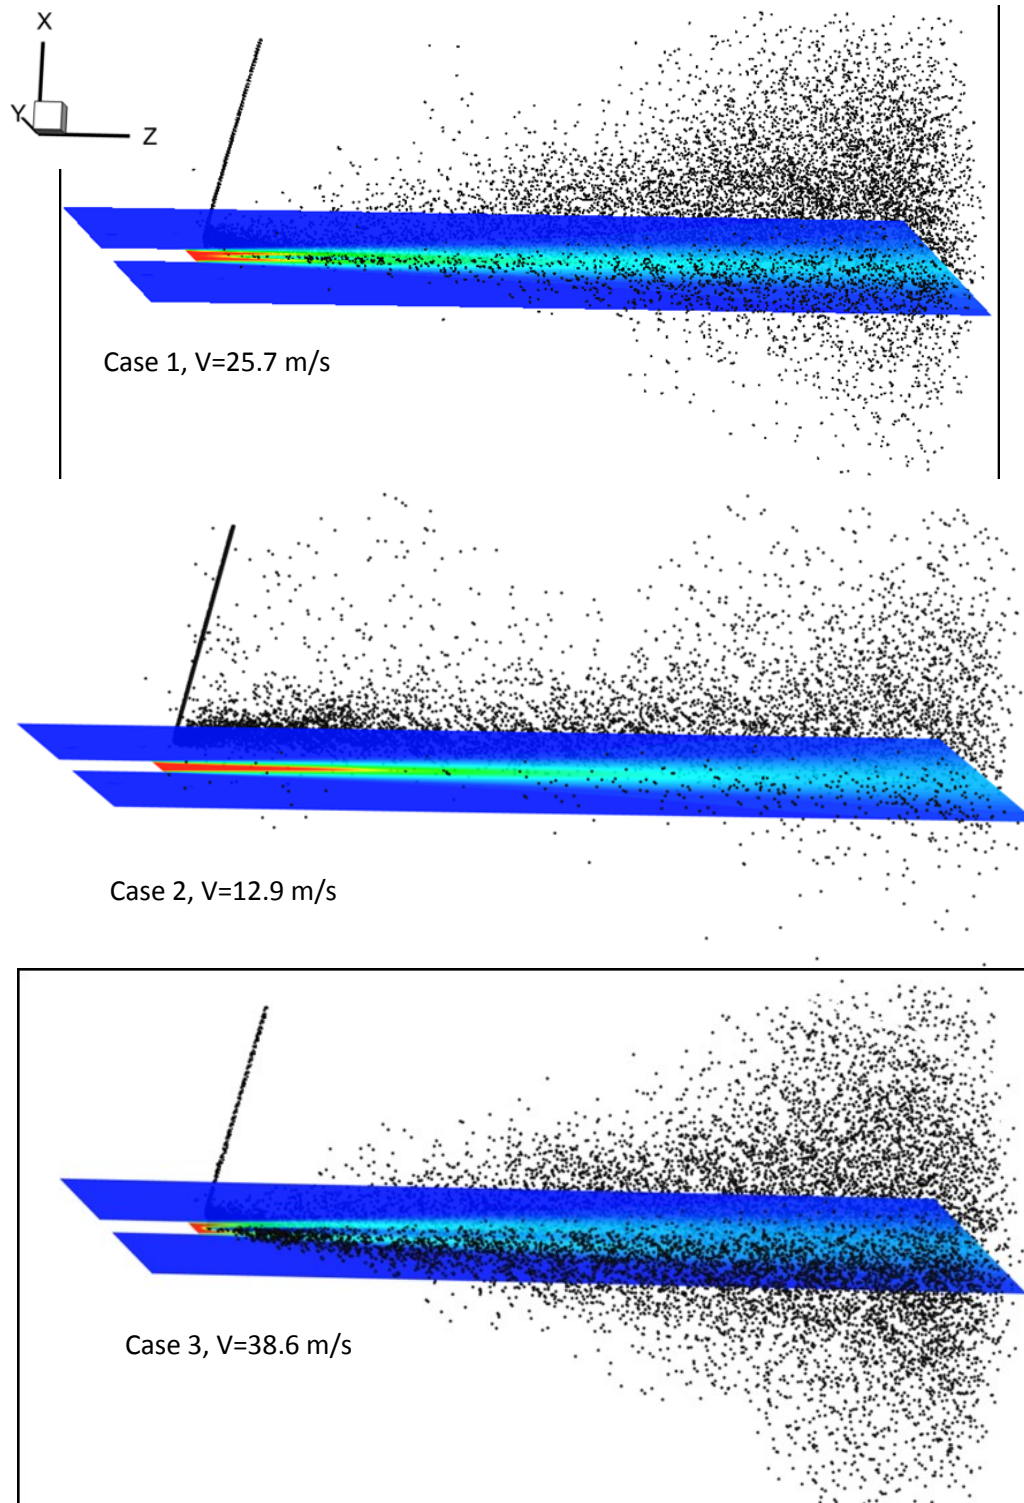 X
Y
Z
Case 1, V=25.7 m/s
Case 2, V=12.9 m/s
Case 3, V=38.6 m/s